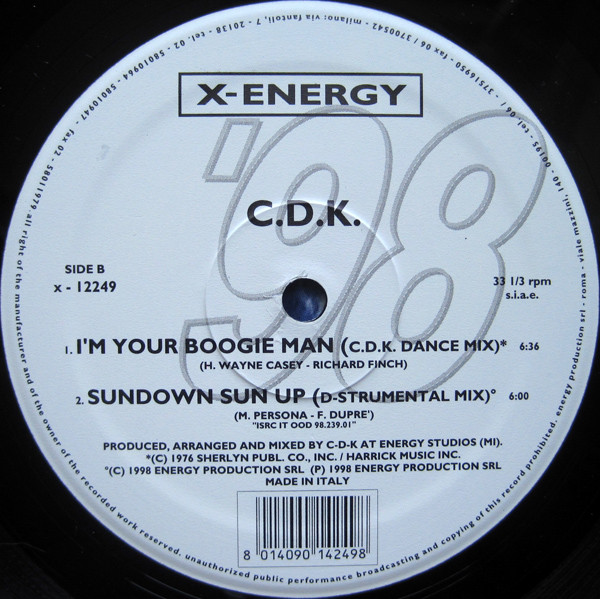 X-ENERGY
'98
C.D.K.
SIDE B
x - 12249
33 1/3 rpm
s.i.a.e.
1. I'M YOUR BOOGIE MAN (C.D.K. DANCE MIX)* 6:36
(H. WAYNE CASEY - RICHARD FINCH)
2. SUNDOWN SUN UP (D-STRUMENTAL MIX)° 6:00
(M. PERSONA - F. DUPRE')
"ISRC IT OOD 98.239.01"
PRODUCED, ARRANGED AND MIXED BY C-D-K AT ENERGY STUDIOS (MI).
*(C) 1976 SHERLYN PUBL. CO., INC. / HARRICK MUSIC INC.
°(C) 1998 ENERGY PRODUCTION SRL (P) 1998 ENERGY PRODUCTION SRL
MADE IN ITALY
8 014090 142498
all right of the manufacturer and of the owner of the recorded work reserved. unauthorized public performance broadcasting and copying of this record prohibited. energy production srl - roma - viale mazzini, 140 - 00195 - tel. 06 / 37516950 - fax 06 / 3700542 - milano: via fantoli, 7 - 20138 - tel. 02 - 58010964 - 58010947 - fax 02 - 58011979